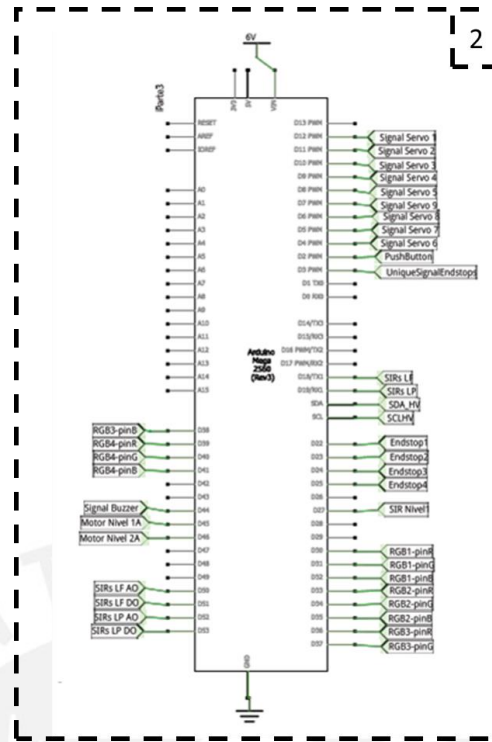 2
6V
Parte3
3V3
5V
VIN
RESET
AREF
IOREF
A0
A1
A2
A3
A4
A5
A6
A7
A8
A9
A10
A11
A12
A13
A14
A15
RGB3-pinB D38
RGB4-pinR D39
RGB4-pinG D40
RGB4-pinB D41
D42
D43
Signal Buzzer D44
Motor Nivel 1A D45
Motor Nivel 2A D46
D47
D48
D49
SIRs LF AO D50
SIRs LF DO D51
SIRs LP AO D52
SIRs LP DO D53
Arduino
Mega
2560
(Rev3)
D13 PWM
D12 PWM Signal Servo 1
D11 PWM Signal Servo 2
D10 PWM Signal Servo 3
D9 PWM Signal Servo 4
D8 PWM Signal Servo 5
D7 PWM Signal Servo 9
D6 PWM Signal Servo 8
D5 PWM Signal Servo 7
D4 PWM Signal Servo 6
D2 PWM PushButton
D3 PWM UniqueSignalEndstops
D1 TX0
D0 RX0
D14/TX3
D15/RX3
D16 PWM/TX2
D17 PWM/RX2
D18/TX1 SIRs LF
D19/RX1 SIRs LP
SDA SDA_HV
SCL SCLHV
D22 Endstop1
D23 Endstop2
D24 Endstop3
D25 Endstop4
D26
D27 SIR Nivel1
D28
D29
D30 RGB1-pinR
D31 RGB1-pinG
D32 RGB1-pinB
D33 RGB2-pinR
D34 RGB2-pinG
D35 RGB2-pinB
D36 RGB3-pinR
D37 RGB3-pinG
GND